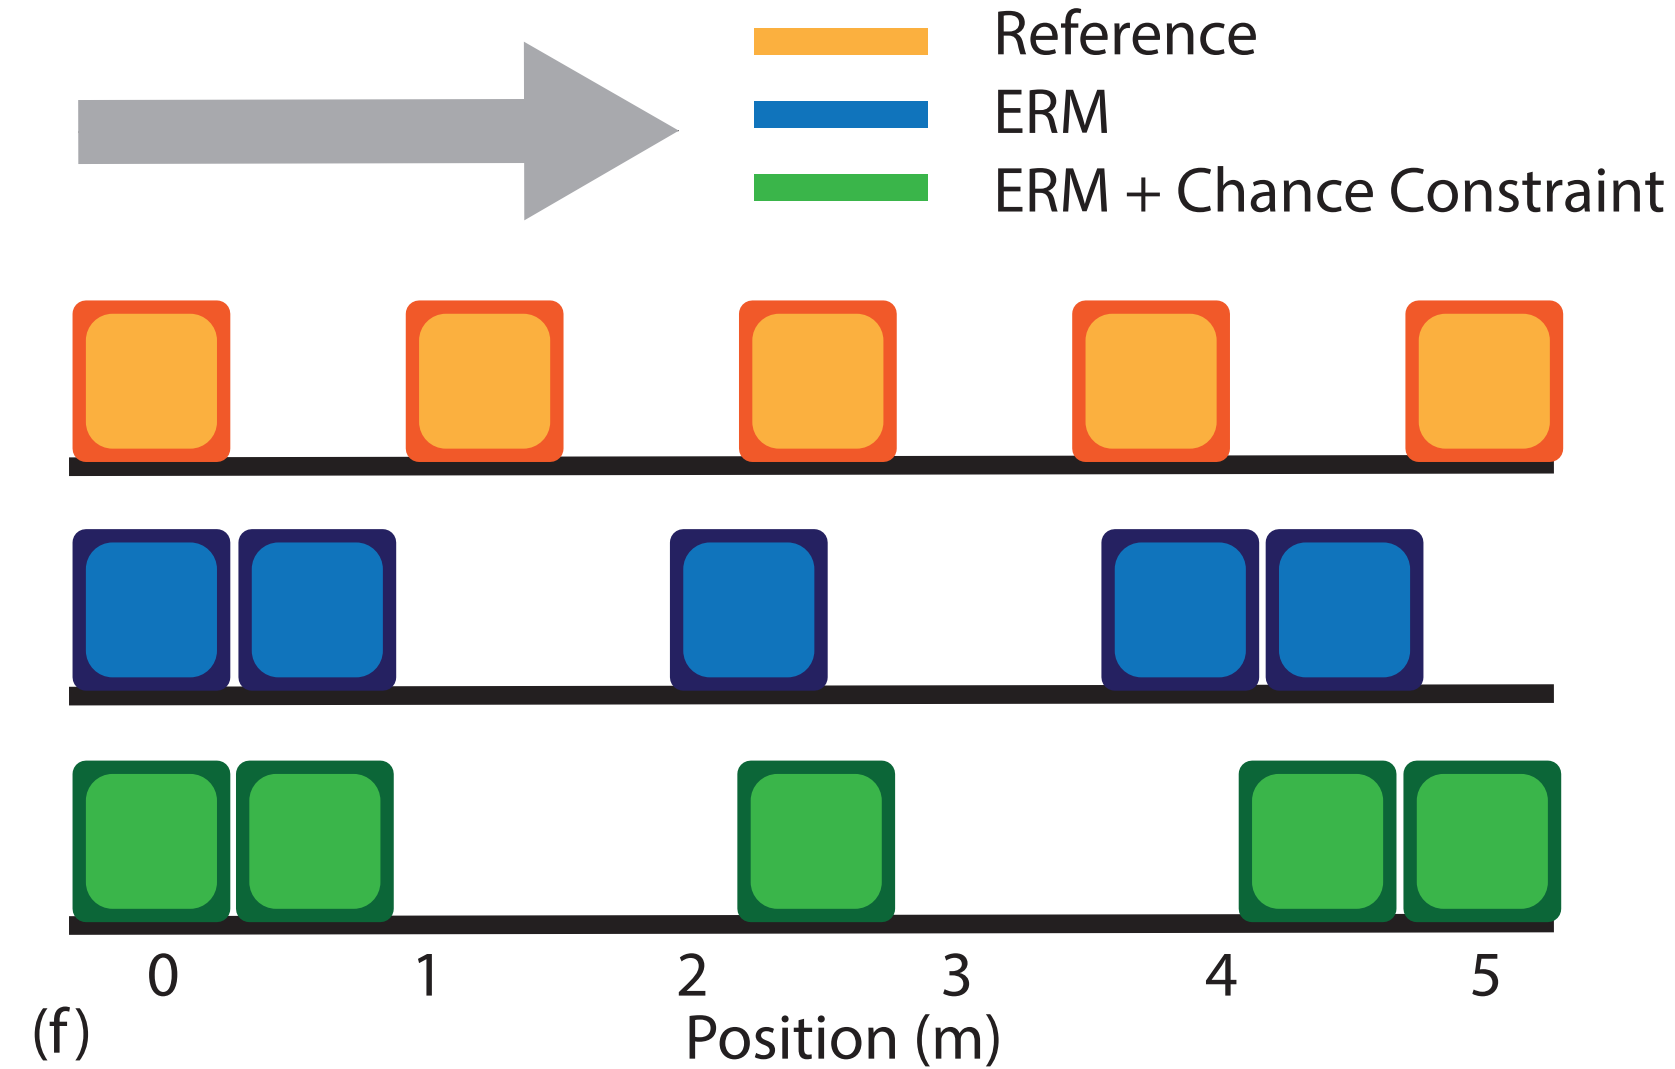 Reference
ERM
ERM + Chance Constraint
0 1 2 3 4 5
(f)
Position (m)